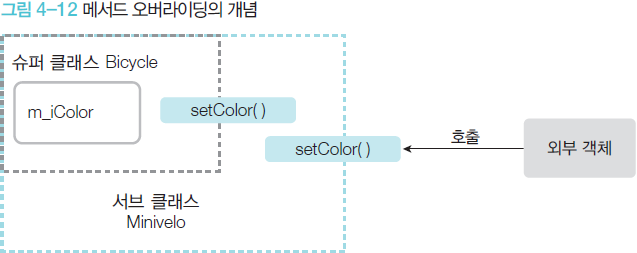 그림 4-12 메서드 오버라이딩의 개념
슈퍼 클래스 Bicycle
m_iColor
setColor( )
setColor( )
호출
외부 객체
서브 클래스
Minivelo